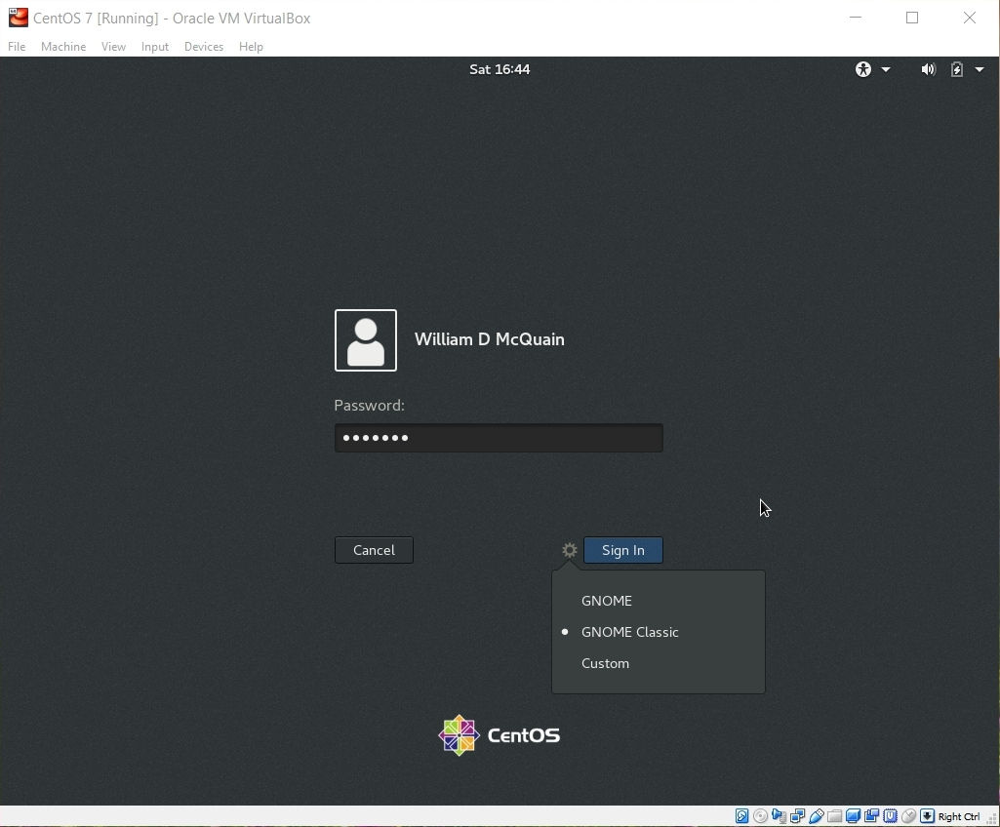 CentOS 7 [Running] - Oracle VM VirtualBox
File Machine View Input Devices Help
Sat 16:44
William D McQuain
Password:
Cancel
Sign In
GNOME
GNOME Classic
Custom
CentOS
Right Ctrl